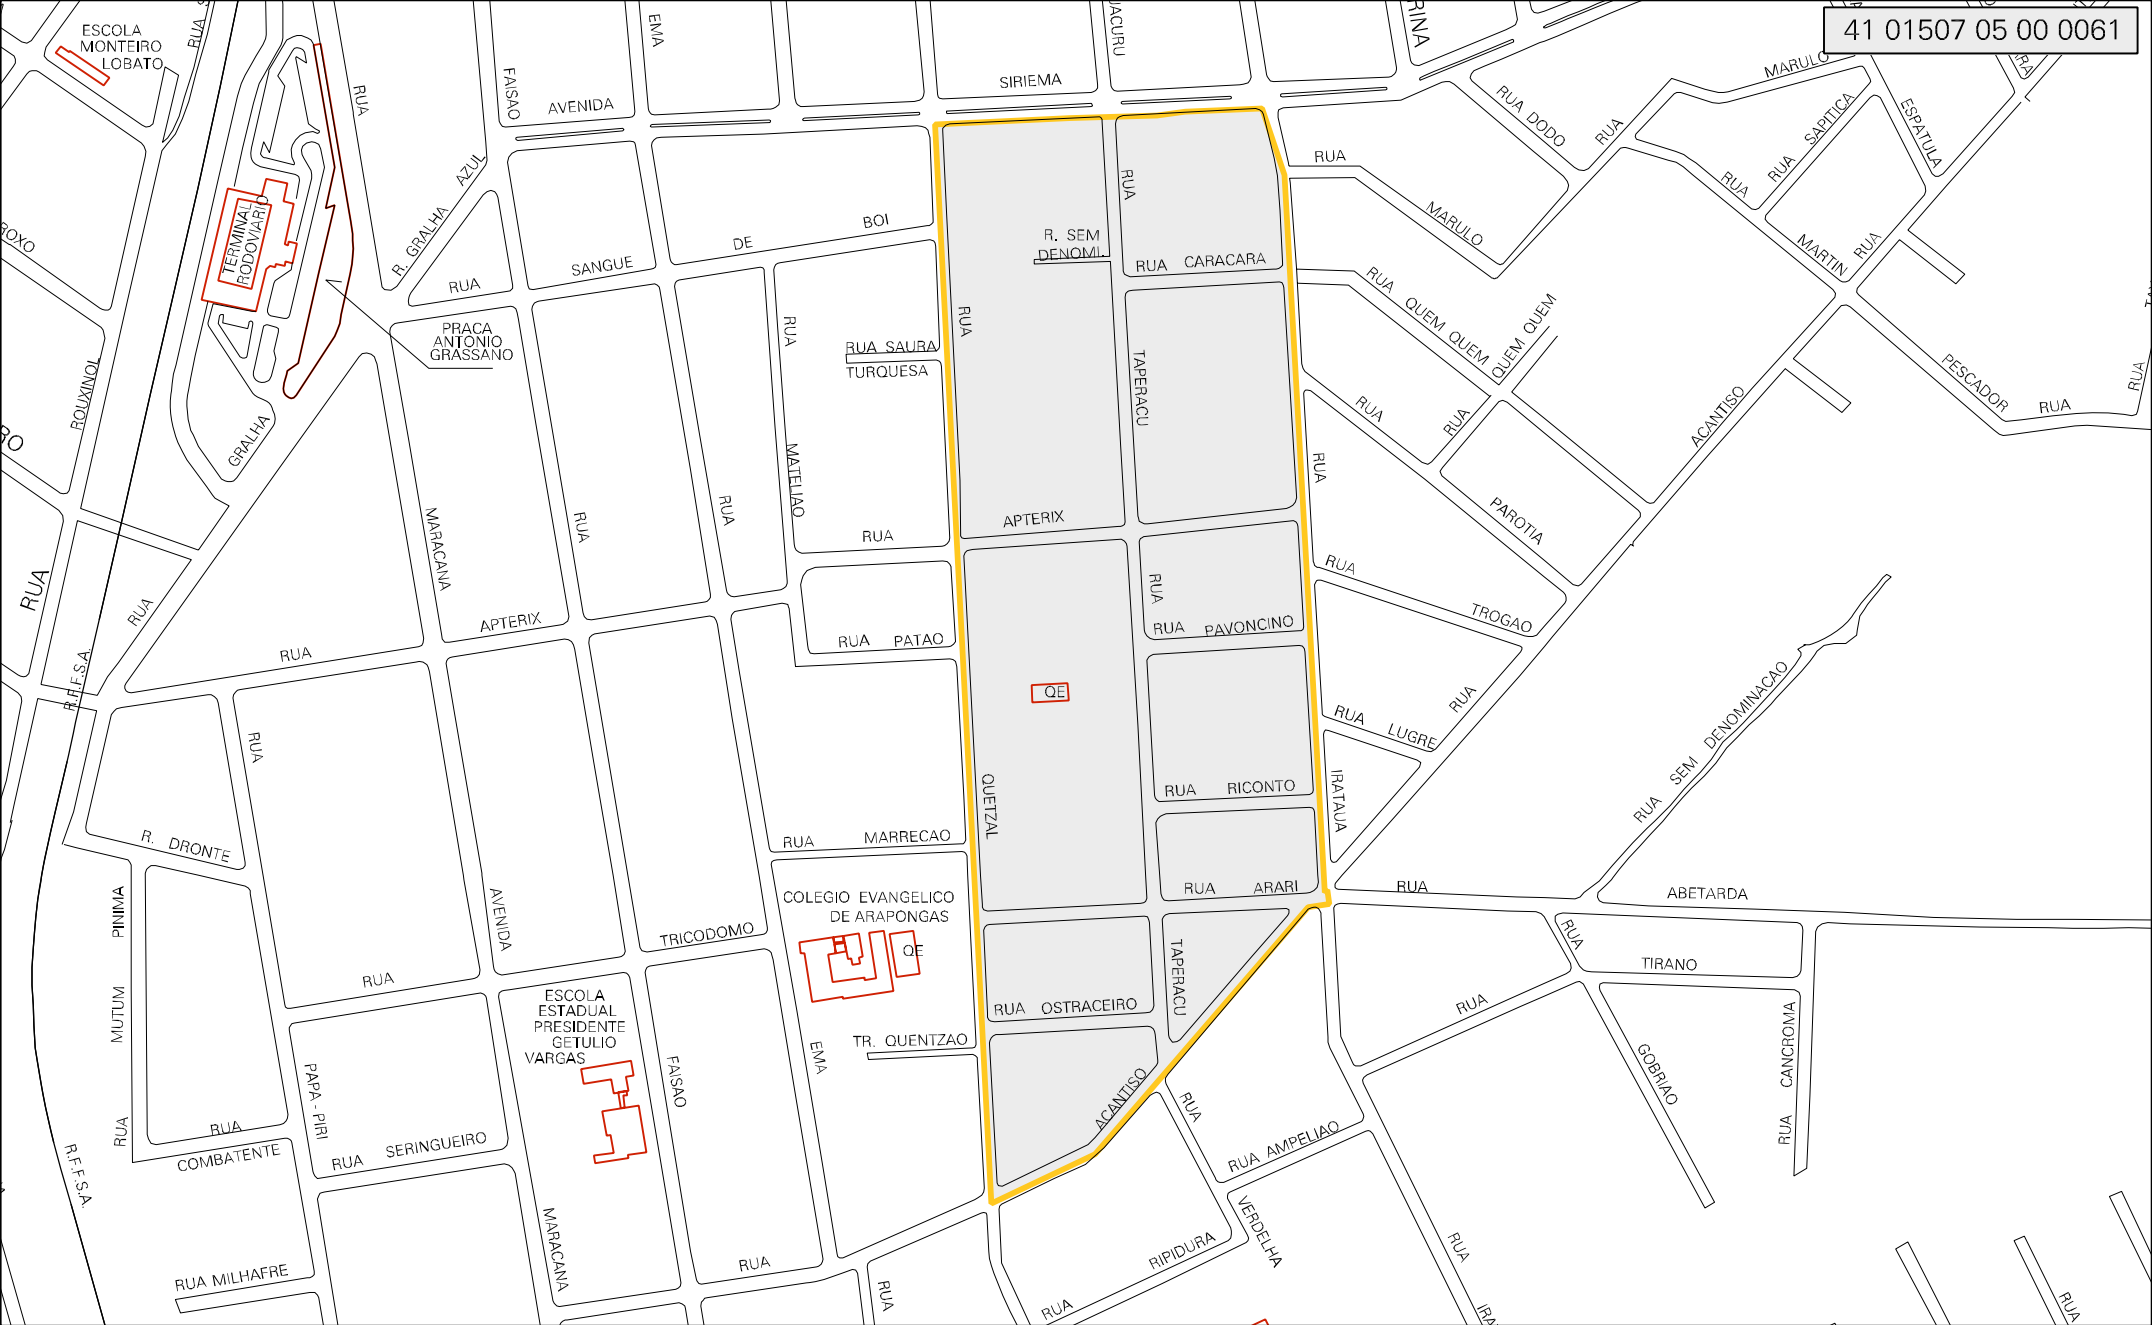 41 01507 05 00 0061
ESCOLA
MONTEIRO
LOBATO
RUA
EMA
FAISAO
AVENIDA
SIRIEMA
RUA
RUA DODO
RUA
MARULO
RUA SAPITICA
ESPATULA
RUA
MARTIN
RUA
PESCADOR
RUA
RUA
RUA
MARULO
TERMINAL
RODOVIARIO
R. GRALHA AZUL
RUA SANGUE DE BOI
PRACA
ANTONIO
GRASSANO
GRALHA
ROUXINOL
RUA
R. SEM
DENOMI.
RUA CARACARA
RUA
TAPERACU
RUA
RUA SAURA
TURQUESA
RUA
MATELIAO
RUA
RUA QUEM QUEM
RUA QUEM QUEM
RUA
PAROTIA
ACANTISO
RUA
APTERIX
RUA
RUA
RUA
MARACANA
RUA
RUA
RUA APTERIX
RUA PATAO
RUA
RUA PAVONCINO
RUA TROGAO
RUA LUGRE
RUA
RUA SEM DENOMINACAO
QE
RUA RICONTO
IRATAUA
QUETZAL
RUA MARRECAO
R.F.F.S.A.
RUA
R. DRONTE
COLEGIO EVANGELICO
DE ARAPONGAS
QE
RUA ARARI
RUA ABETARDA
RUA
TIRANO
RUA MUTUM PINIMA
AVENIDA
RUA TRICODOMO
ESCOLA
ESTADUAL
PRESIDENTE
GETULIO
VARGAS
RUA OSTRACEIRO
TAPERACU
TR. QUENTZAO
EMA
FAISAO
PAPA - PIRI
RUA
COMBATENTE
RUA SERINGUEIRO
ACANTISO
RUA
RUA AMPELIAO
VERDELHA
RUA
GOBRIAO
RUA CANCROMA
R.F.F.S.A.
RUA MILHAFRE
MARACANA
RUA
RUA
RUA RIPIDURA
RUA
RUA